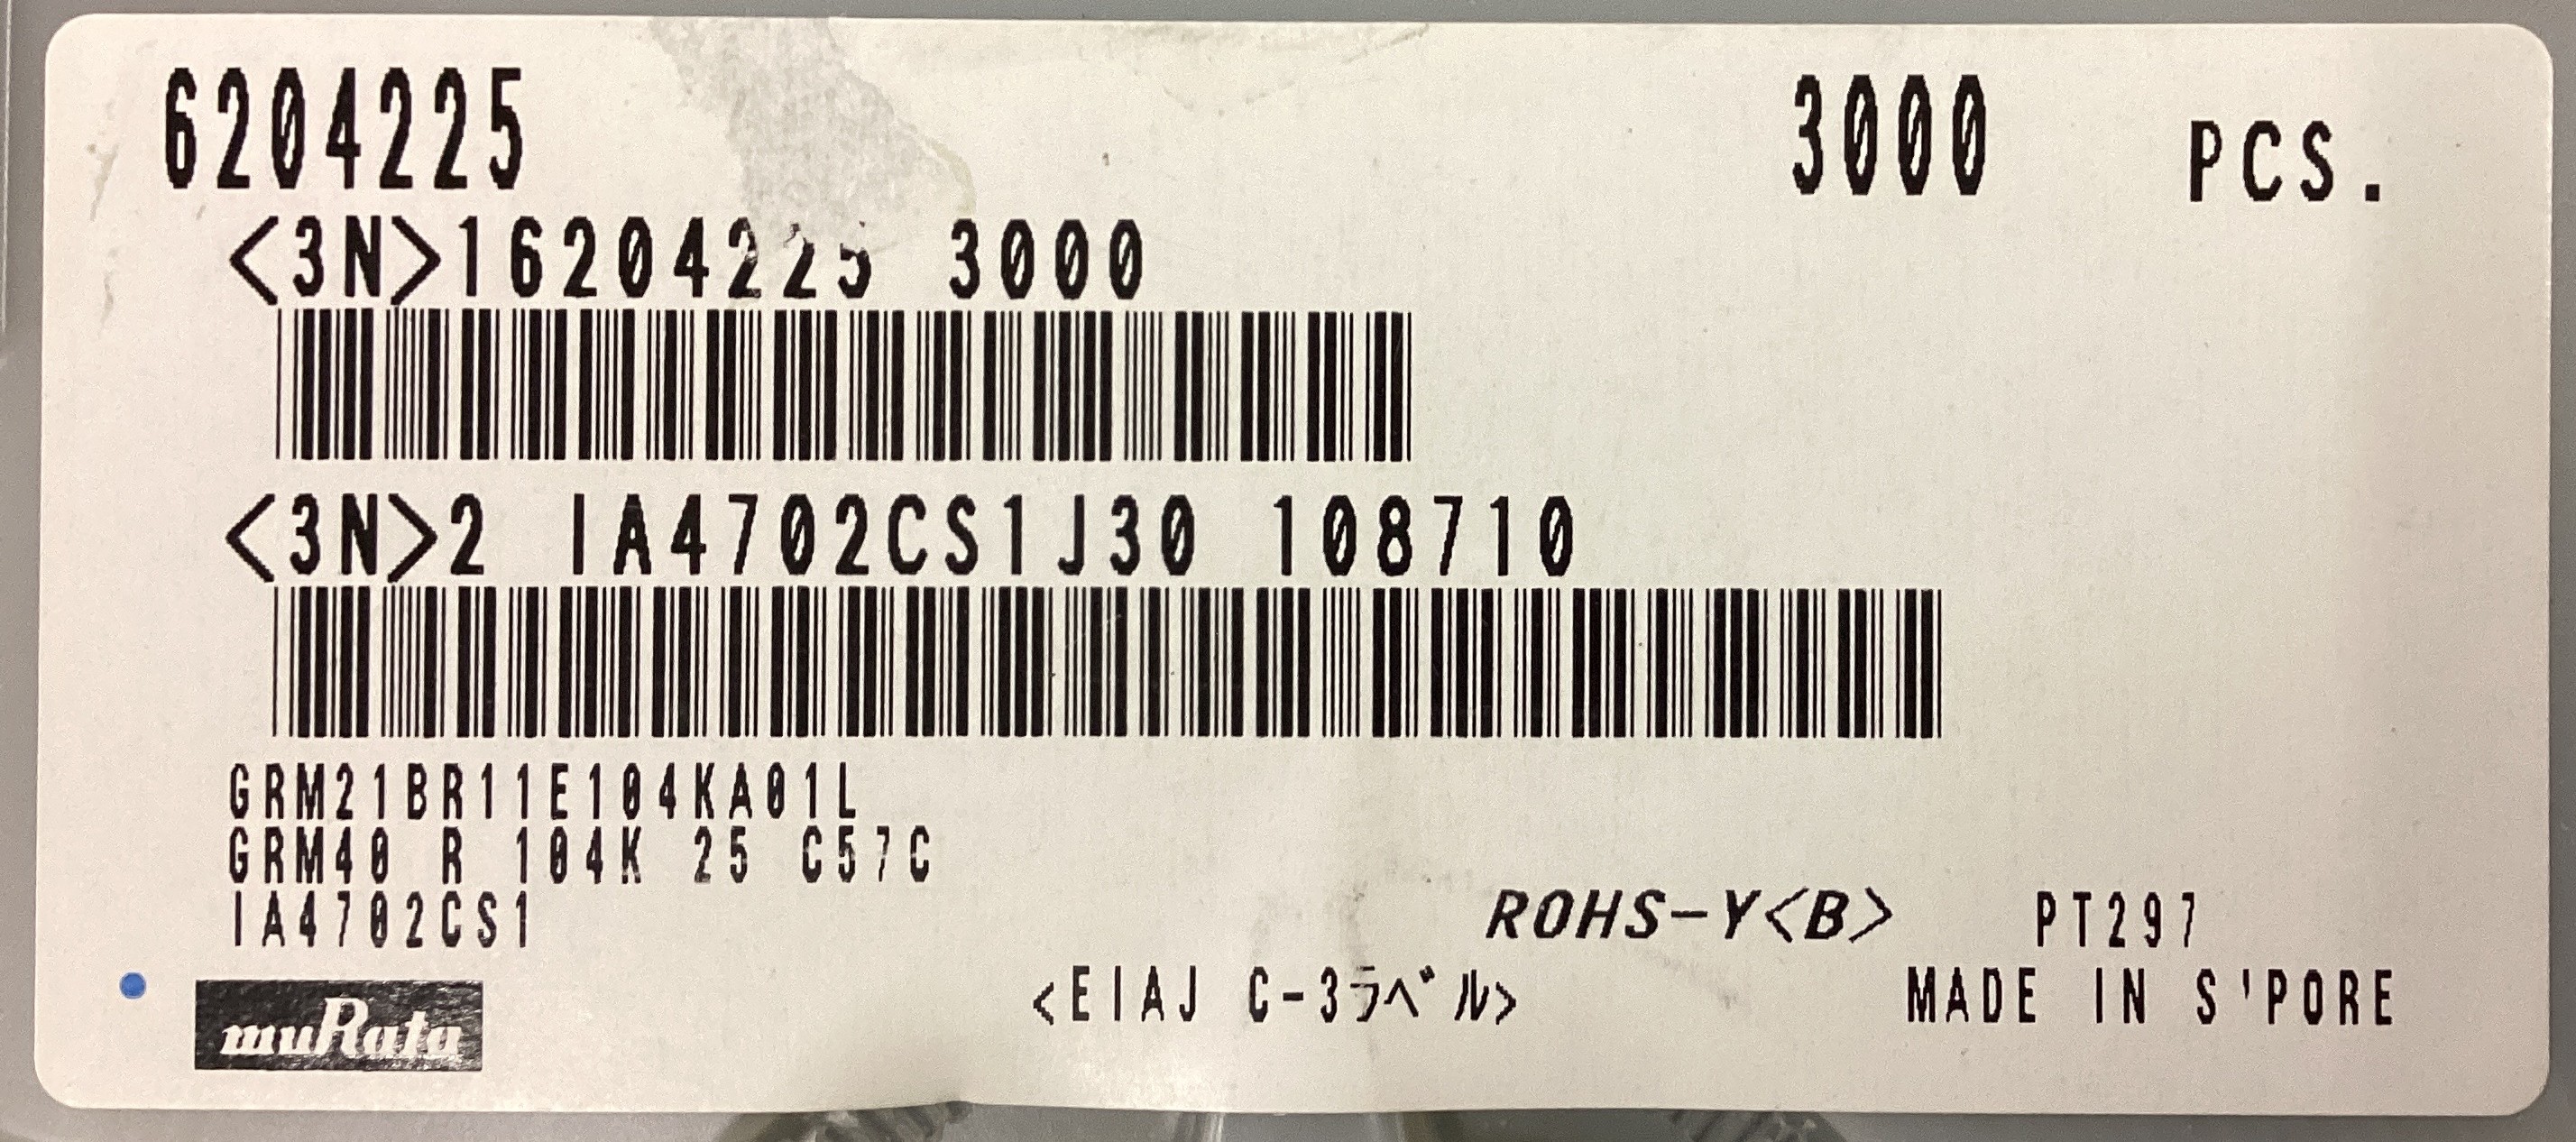 6204225 3000 PCS.
<3N>16204225 3000
<3N>2 IA4702CS1J30 108710
GRM21BR11E104KA01L
GRM40 R 104K 25 C57C
IA4702CS1
ROHS-Y<B> PT297
<EIAJ C-3ラベル> MADE IN S'PORE
muRata